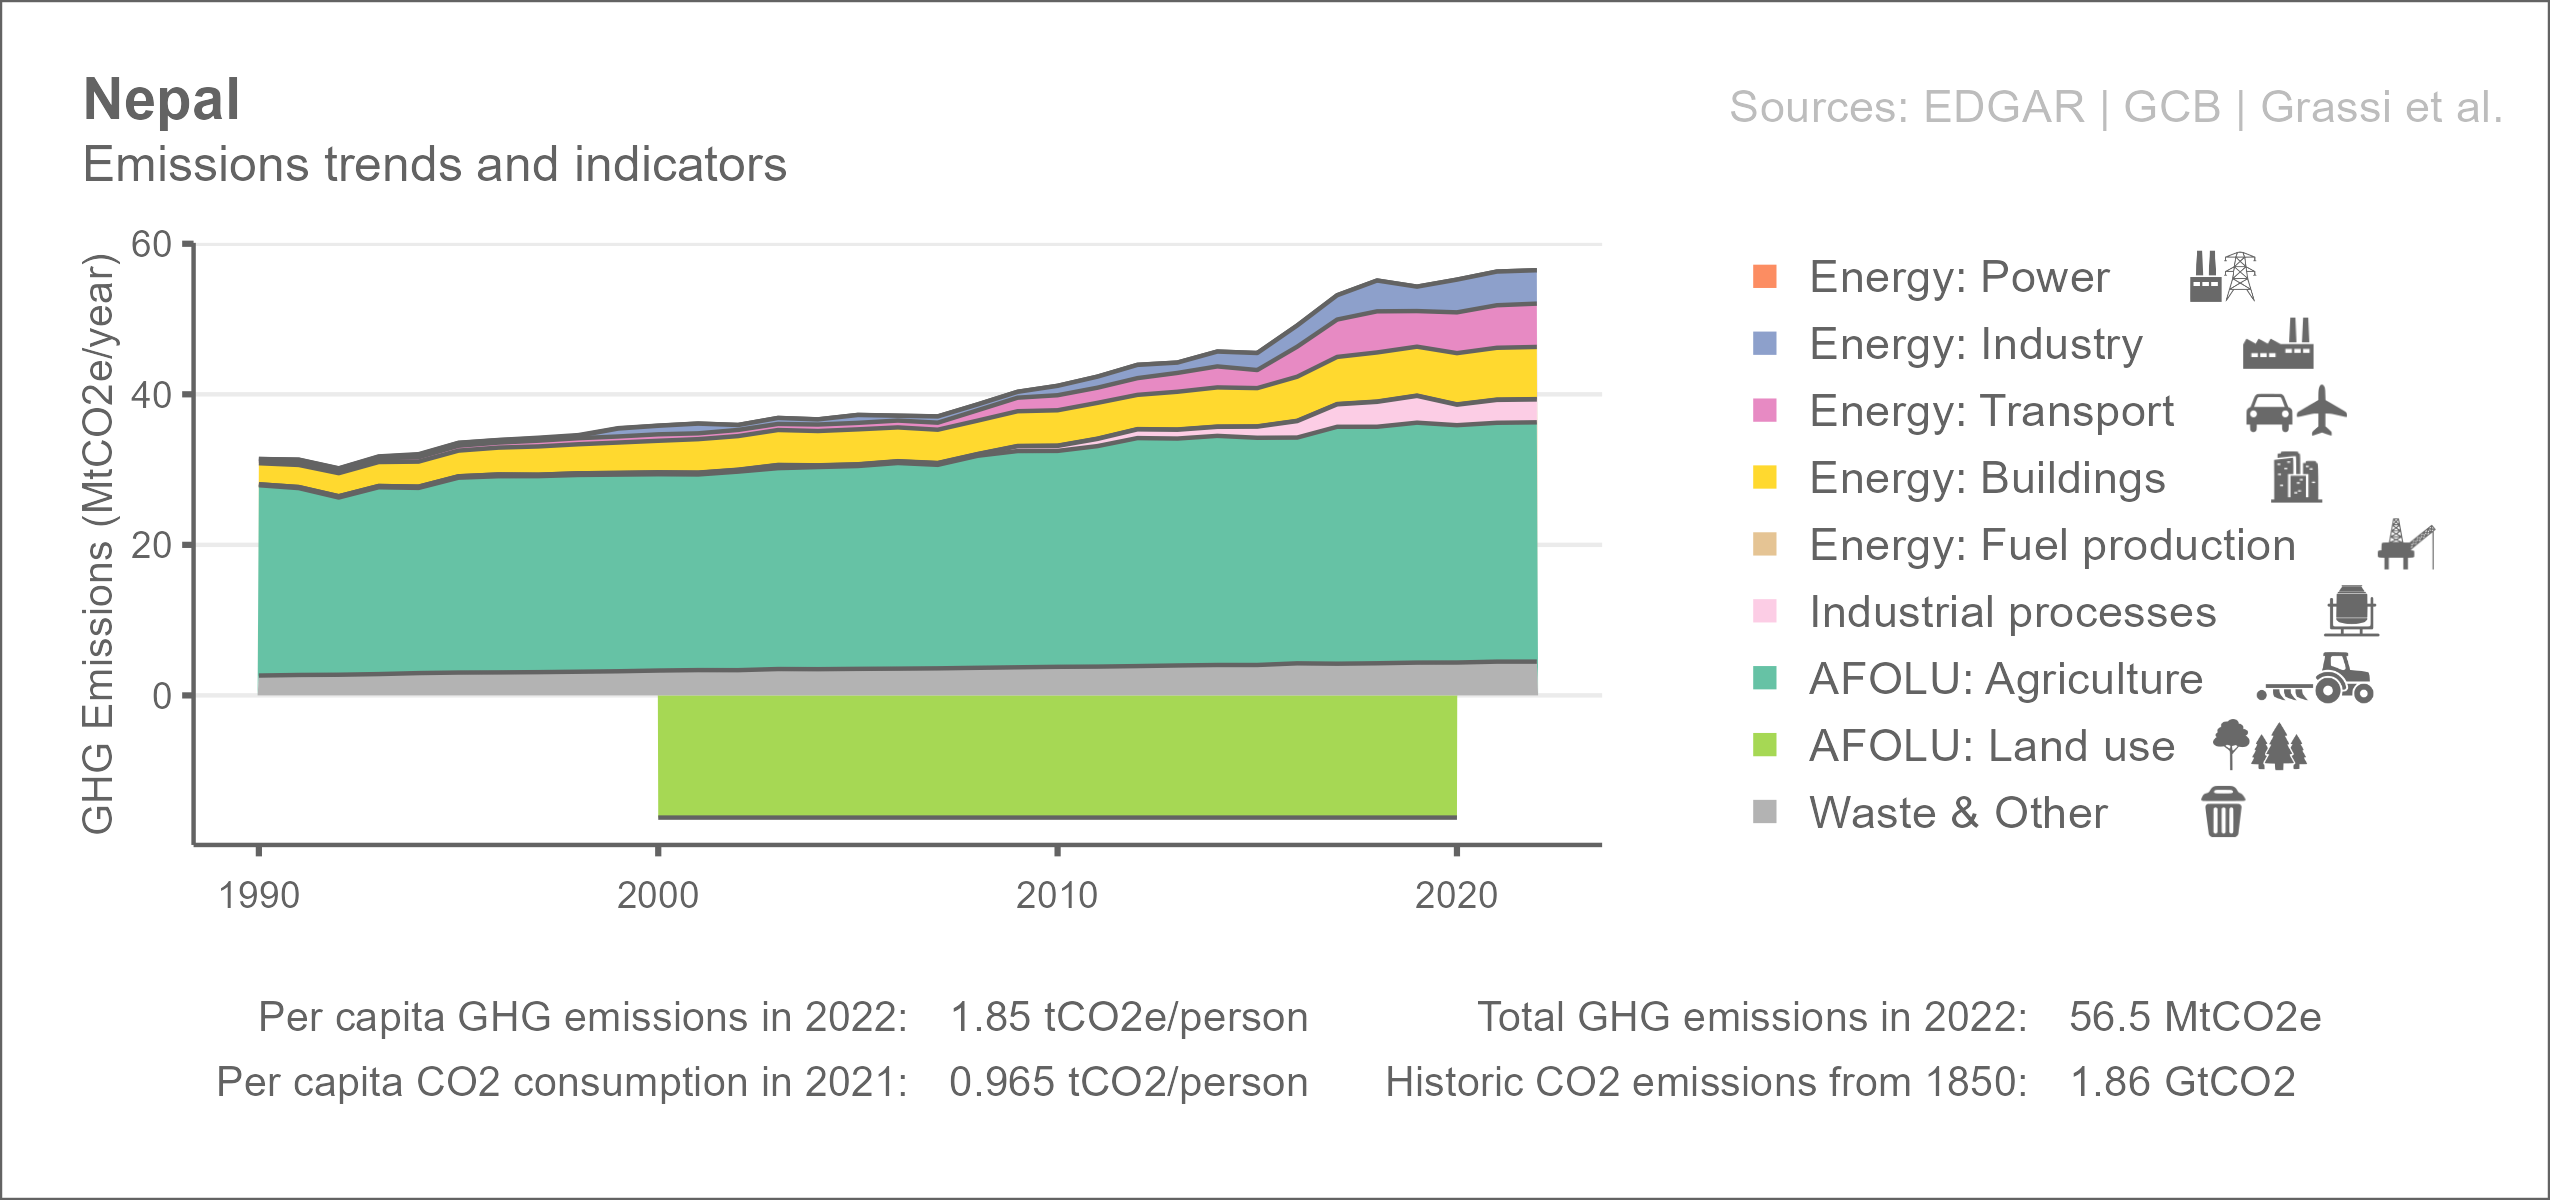 Nepal
Sources: EDGAR | GCB | Grassi et al.
Emissions trends and indicators
GHG Emissions (MtCO2e/year)
60
40
20
0
1990
2000
2010
2020
Energy: Power
Energy: Industry
Energy: Transport
Energy: Buildings
Energy: Fuel production
Industrial processes
AFOLU: Agriculture
AFOLU: Land use
Waste & Other
Per capita GHG emissions in 2022: 1.85 tCO2e/person
Total GHG emissions in 2022: 56.5 MtCO2e
Per capita CO2 consumption in 2021: 0.965 tCO2/person
Historic CO2 emissions from 1850: 1.86 GtCO2